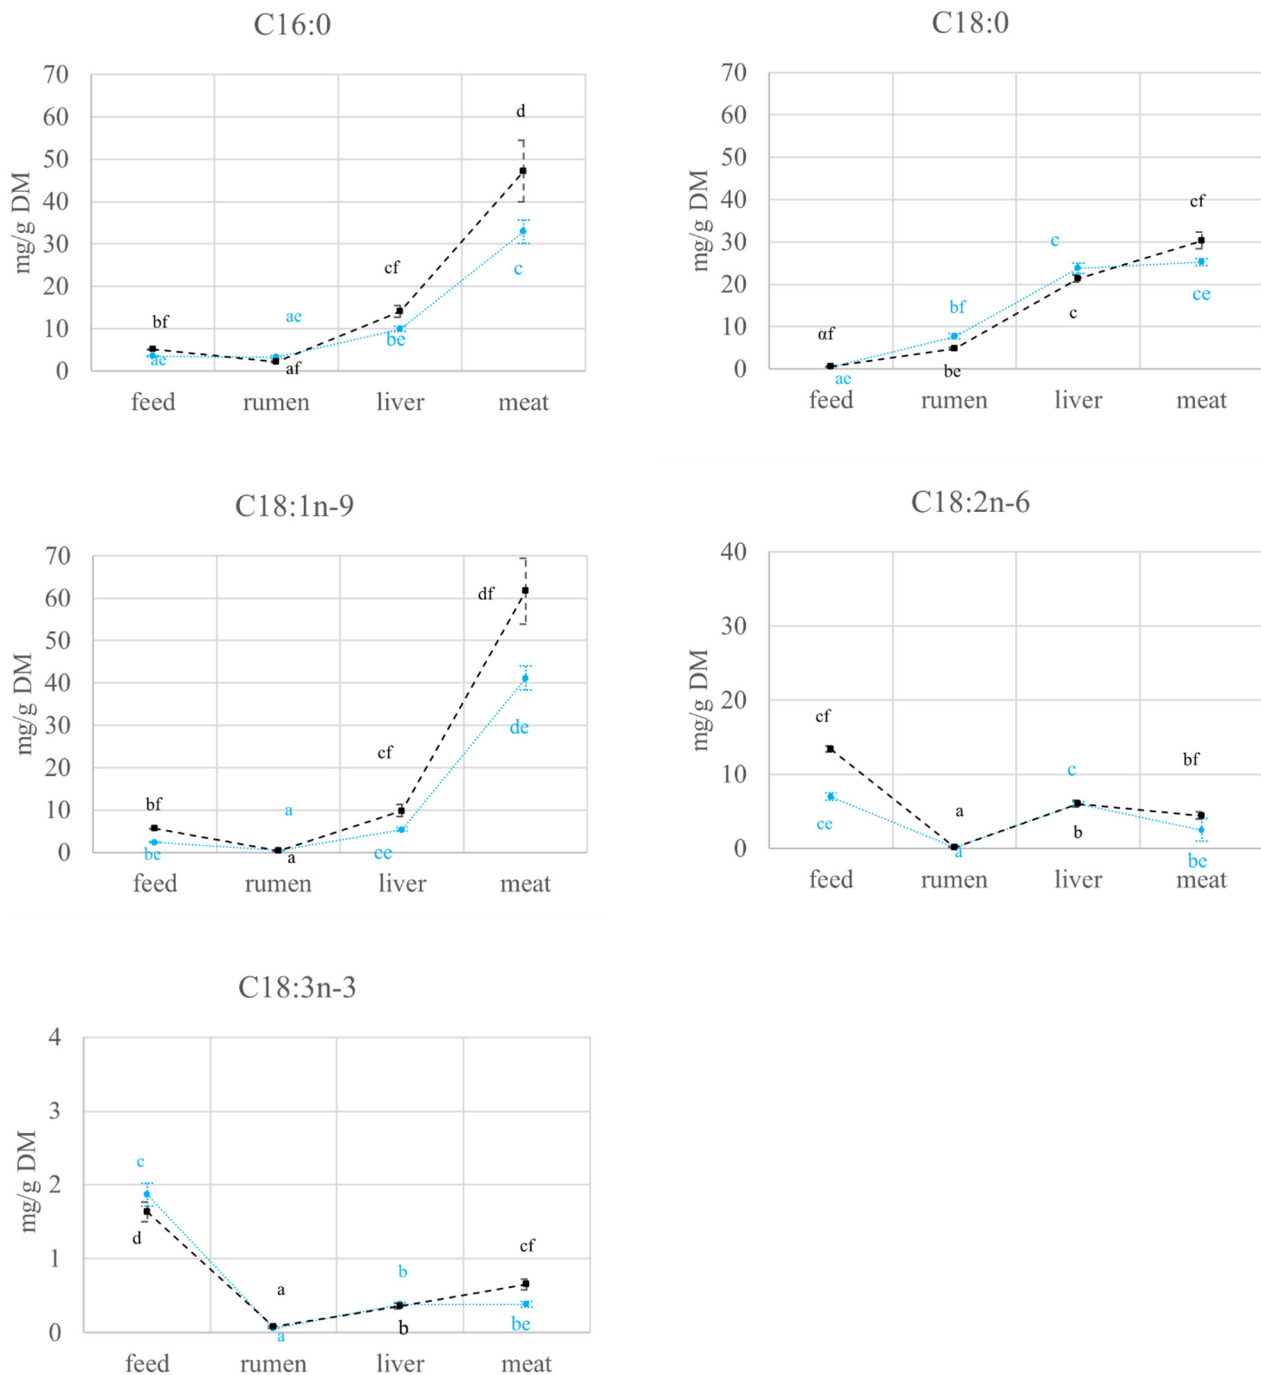 C16:0
70
60
50
40
30
20
10
0
mg/g DM
bf
ae
ae
af
cf
be
d
c
feed rumen liver meat
C18:0
70
60
50
40
30
20
10
0
mg/g DM
αf
ae
bf
be
c
c
cf
ce
feed rumen liver meat
C18:1n-9
70
60
50
40
30
20
10
0
mg/g DM
bf
be
a
a
cf
ce
df
de
feed rumen liver meat
C18:2n-6
40
30
20
10
0
mg/g DM
cf
ce
a
a
c
b
bf
be
feed rumen liver meat
C18:3n-3
4
3
2
1
0
mg/g DM
c
d
a
a
b
b
cf
be
feed rumen liver meat